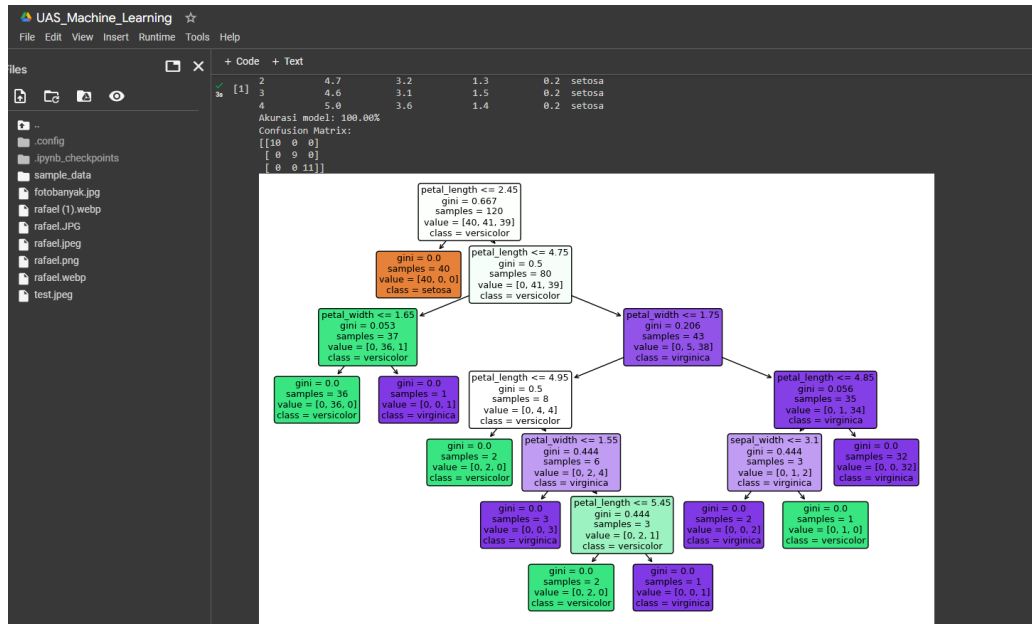 UAS_Machine_Learning
File Edit View Insert Runtime Tools Help
iles
+ Code + Text
..
.config
.ipynb_checkpoints
sample_data
fotobanyak.jpg
rafael (1).webp
rafael.JPG
rafael.jpeg
rafael.png
rafael.webp
test.jpeg
3s
[1]
2 4.7 3.2 1.3 0.2 setosa
3 4.6 3.1 1.5 0.2 setosa
4 5.0 3.6 1.4 0.2 setosa
Akurasi model: 100.00%
Confusion Matrix:
[[10 0 0]
[ 0 9 0]
[ 0 0 11]]
petal_length <= 2.45
gini = 0.667
samples = 120
value = [40, 41, 39]
class = versicolor
gini = 0.0
samples = 40
value = [40, 0, 0]
class = setosa
petal_length <= 4.75
gini = 0.5
samples = 80
value = [0, 41, 39]
class = versicolor
petal_width <= 1.65
gini = 0.053
samples = 37
value = [0, 36, 1]
class = versicolor
petal_width <= 1.75
gini = 0.206
samples = 43
value = [0, 5, 38]
class = virginica
gini = 0.0
samples = 36
value = [0, 36, 0]
class = versicolor
gini = 0.0
samples = 1
value = [0, 0, 1]
class = virginica
petal_length <= 4.95
gini = 0.5
samples = 8
value = [0, 4, 4]
class = versicolor
petal_length <= 4.85
gini = 0.056
samples = 35
value = [0, 1, 34]
class = virginica
gini = 0.0
samples = 2
value = [0, 2, 0]
class = versicolor
petal_width <= 1.55
gini = 0.444
samples = 6
value = [0, 2, 4]
class = virginica
sepal_width <= 3.1
gini = 0.444
samples = 3
value = [0, 1, 2]
class = virginica
gini = 0.0
samples = 32
value = [0, 0, 32]
class = virginica
gini = 0.0
samples = 3
value = [0, 0, 3]
class = virginica
petal_length <= 5.45
gini = 0.444
samples = 3
value = [0, 2, 1]
class = versicolor
gini = 0.0
samples = 2
value = [0, 0, 2]
class = virginica
gini = 0.0
samples = 1
value = [0, 1, 0]
class = versicolor
gini = 0.0
samples = 2
value = [0, 2, 0]
class = versicolor
gini = 0.0
samples = 1
value = [0, 0, 1]
class = virginica